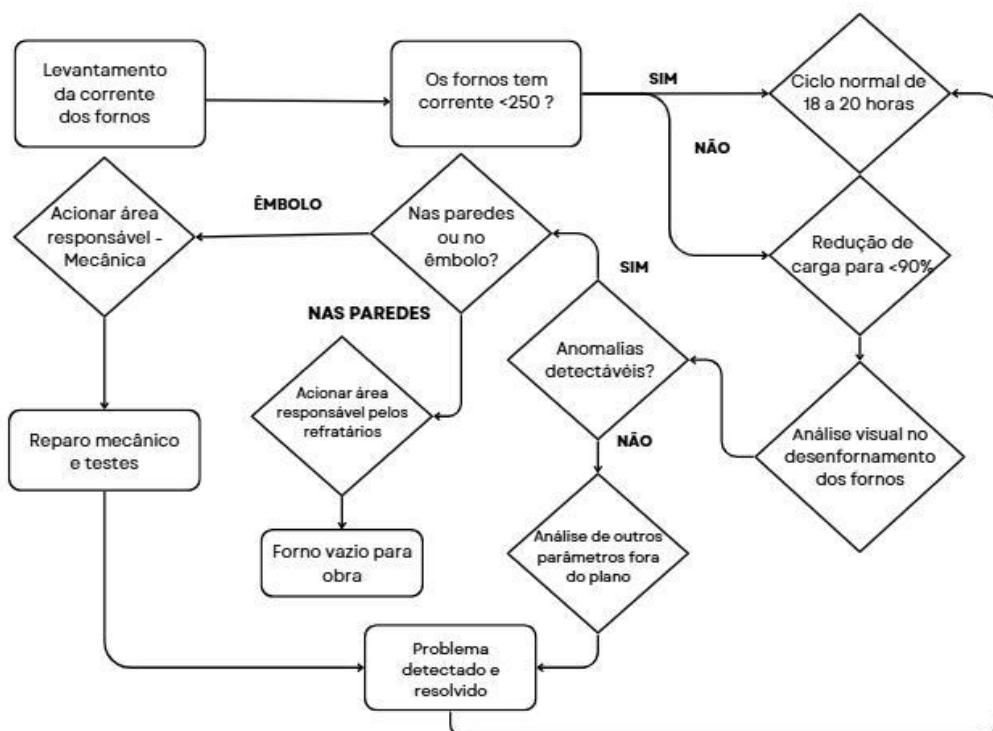 Levantamento
da corrente
dos fornos
Os fornos tem
corrente <250 ?
SIM
Ciclo normal de
18 a 20 horas
NÃO
Acionar área
responsável -
Mecânica
ÊMBOLO
Nas paredes
ou no
êmbolo?
SIM
Redução de
carga para <90%
NAS PAREDES
Anomalias
detectávéis?
Acionar área
responsável pelos
refratários
Reparo mecânico
e testes
NÃO
Análise visual no
desenfornamento
dos fornos
Forno vazio para
obra
Análise de outros
parâmetros fora
do plano
Problema
detectado e
resolvido